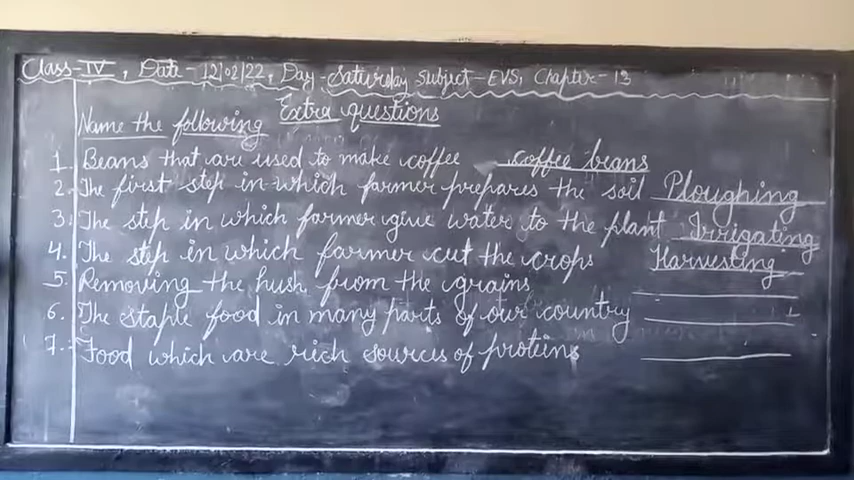 Class-IV, Date-12/02/22, Day-Saturday Subject-EVS, Chapter-13
Extra questions
Name the following
1. Beans that are used to make coffee coffee beans
2. The first step in which farmer prepares the soil Ploughing
3. The step in which farmer give water to the plant Irrigating
4. The step in which farmer cut the crops Harvesting
5. Removing the husk from the grains
6. The staple food in many parts of our country
7. Food which are rich sources of proteins